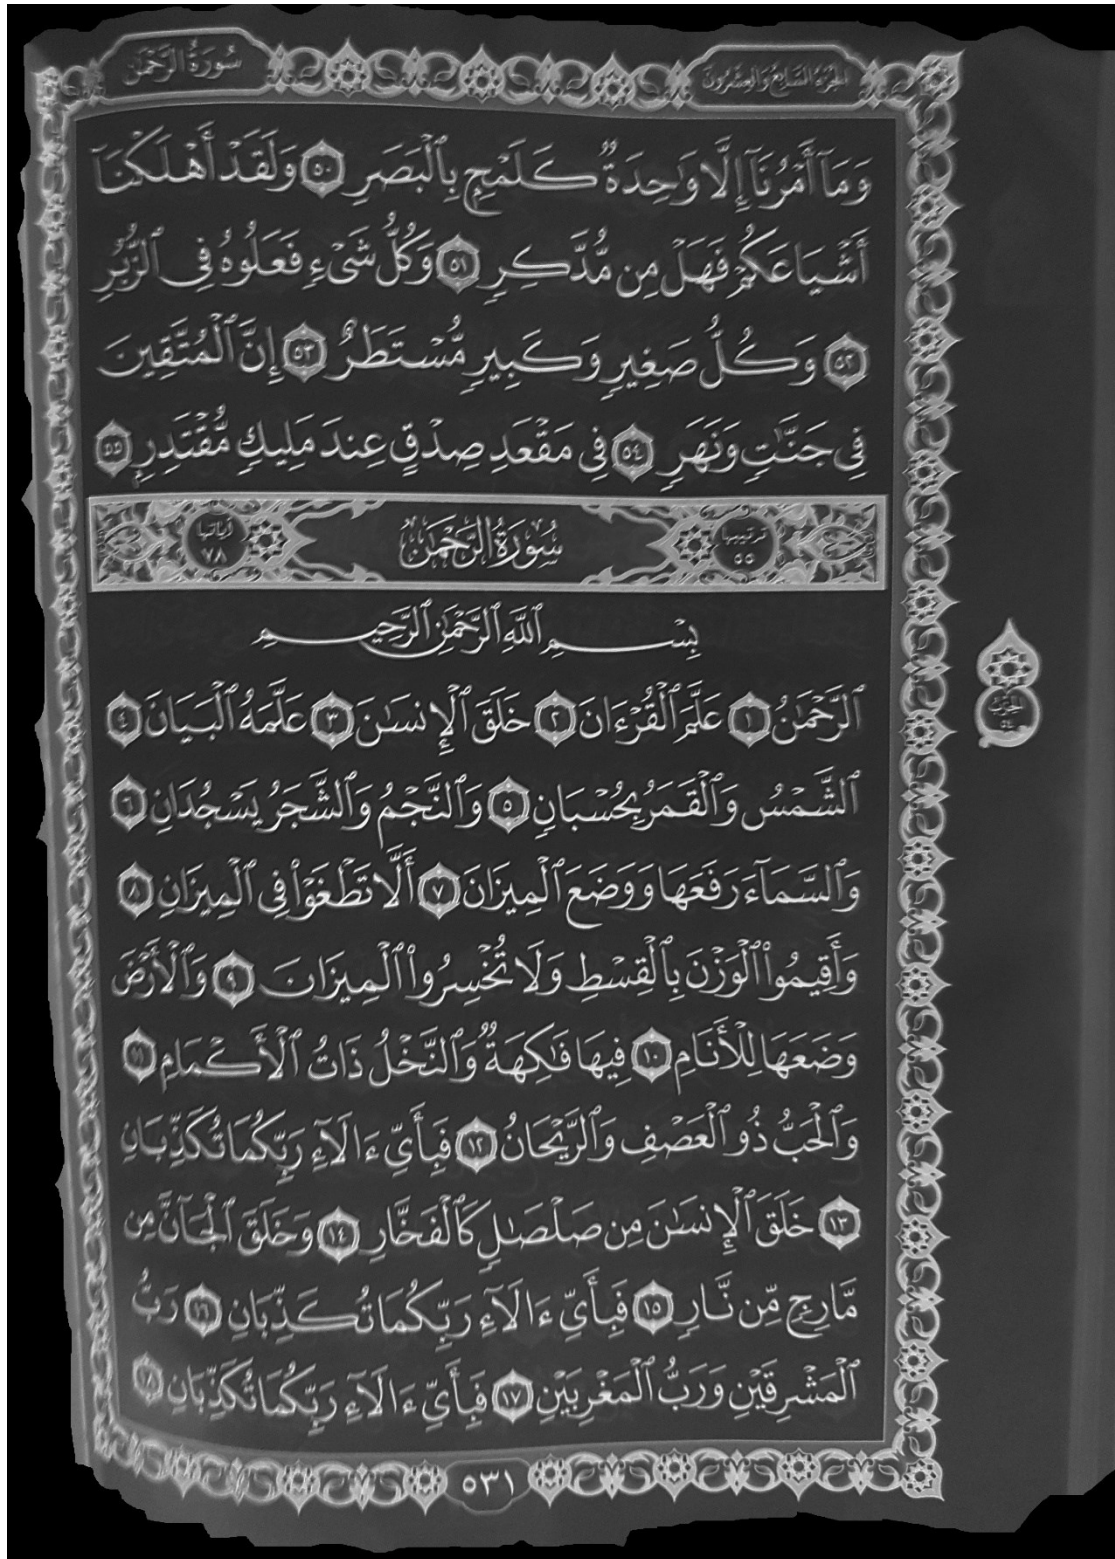 الجزء السابع والعشرون
سورة الرحمن
وَمَآ أَمْرُنَآ إِلَّا وَٰحِدَةٌ كَلَمْحٍۭ بِٱلْبَصَرِ ٥٠ وَلَقَدْ أَهْلَكْنَآ
أَشْيَاعَكُمْ فَهَلْ مِن مُّدَّكِرٍ ٥١ وَكُلُّ شَىْءٍ فَعَلُوهُ فِى ٱلزُّبُرِ
٥٢ وَكُلُّ صَغِيرٍ وَكَبِيرٍ مُّسْتَطَرٌ ٥٣ إِنَّ ٱلْمُتَّقِينَ
فِى جَنَّٰتٍ وَنَهَرٍ ٥٤ فِى مَقْعَدِ صِدْقٍ عِندَ مَلِيكٍ مُّقْتَدِرٍۭ ٥٥
ترتيبها ٥٥
سُورَةُ الرَّحْمَٰنِ
آياتها ٧٨
بِسْمِ ٱللَّهِ ٱلرَّحْمَٰنِ ٱلرَّحِيمِ
ٱلرَّحْمَٰنُ ١ عَلَّمَ ٱلْقُرْءَانَ ٢ خَلَقَ ٱلْإِنسَٰنَ ٣ عَلَّمَهُ ٱلْبَيَانَ ٤
ٱلشَّمْسُ وَٱلْقَمَرُ بِحُسْبَانٍ ٥ وَٱلنَّجْمُ وَٱلشَّجَرُ يَسْجُدَانِ ٦
وَٱلسَّمَآءَ رَفَعَهَا وَوَضَعَ ٱلْمِيزَانَ ٧ أَلَّا تَطْغَوْا۟ فِى ٱلْمِيزَانِ ٨
وَأَقِيمُوا۟ ٱلْوَزْنَ بِٱلْقِسْطِ وَلَا تُخْسِرُوا۟ ٱلْمِيزَانَ ٩ وَٱلْأَرْضَ
وَضَعَهَا لِلْأَنَامِ ١٠ فِيهَا فَٰكِهَةٌ وَٱلنَّخْلُ ذَاتُ ٱلْأَكْمَامِ ١١
وَٱلْحَبُّ ذُو ٱلْعَصْفِ وَٱلرَّيْحَانُ ١٢ فَبِأَىِّ ءَالَآءِ رَبِّكُمَا تُكَذِّبَانِ
١٣ خَلَقَ ٱلْإِنسَٰنَ مِن صَلْصَٰلٍ كَٱلْفَخَّارِ ١٤ وَخَلَقَ ٱلْجَآنَّ مِن
مَّارِجٍ مِّن نَّارٍ ١٥ فَبِأَىِّ ءَالَآءِ رَبِّكُمَا تُكَذِّبَانِ ١٦ رَبُّ
ٱلْمَشْرِقَيْنِ وَرَبُّ ٱلْمَغْرِبَيْنِ ١٧ فَبِأَىِّ ءَالَآءِ رَبِّكُمَا تُكَذِّبَانِ ١٨
الحزب ٥٤
٥٣١